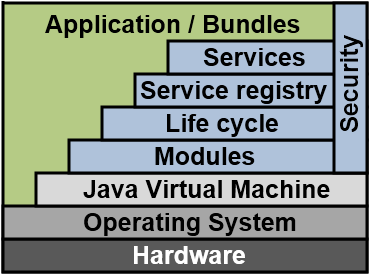 Application / Bundles
Services
Service registry
Life cycle
Modules
Security
Java Virtual Machine
Operating System
Hardware